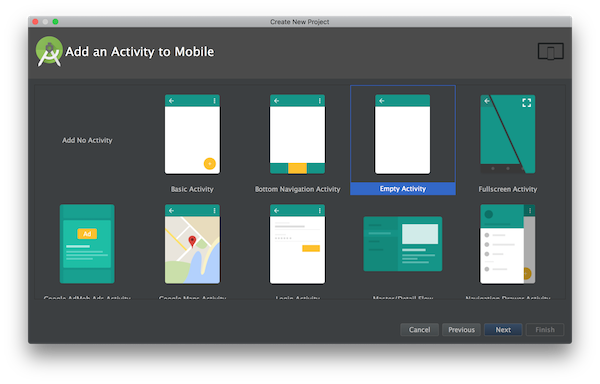 Create New Project
Add an Activity to Mobile
Add No Activity
Basic Activity
Bottom Navigation Activity
Empty Activity
Fullscreen Activity
Ad
Google AdMob Ads Activity
Google Maps Activity
Login Activity
Master/Detail Flow
Navigation Drawer Activity
Cancel
Previous
Next
Finish